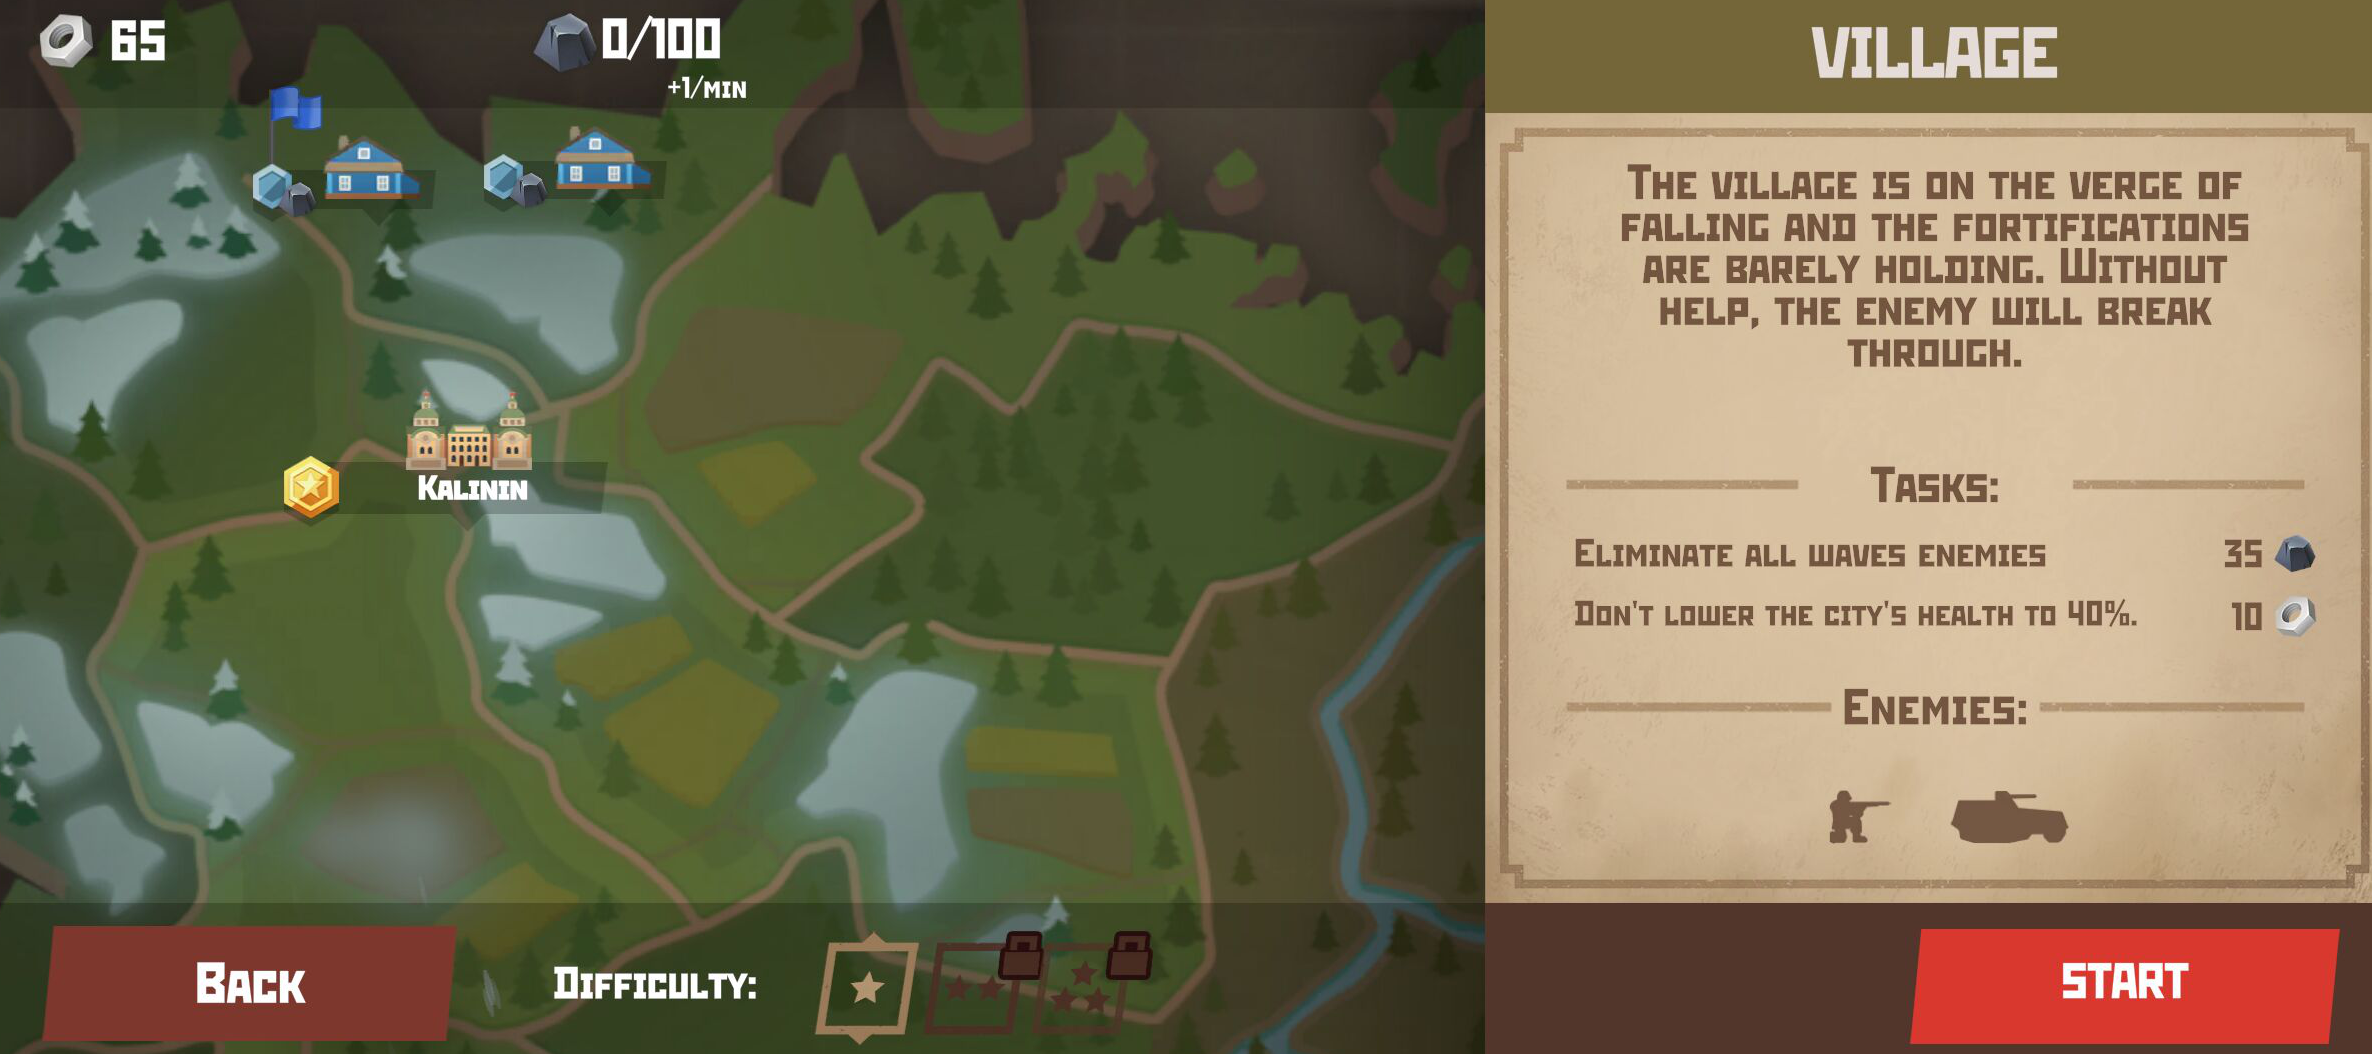 65
0/100
+1/MIN
VILLAGE
THE VILLAGE IS ON THE VERGE OF
FALLING AND THE FORTIFICATIONS
ARE BARELY HOLDING. WITHOUT
HELP, THE ENEMY WILL BREAK
THROUGH.
KALININ
TASKS:
ELIMINATE ALL WAVES ENEMIES 35
DON'T LOWER THE CITY'S HEALTH TO 40%. 10
ENEMIES:
BACK
DIFFICULTY:
START